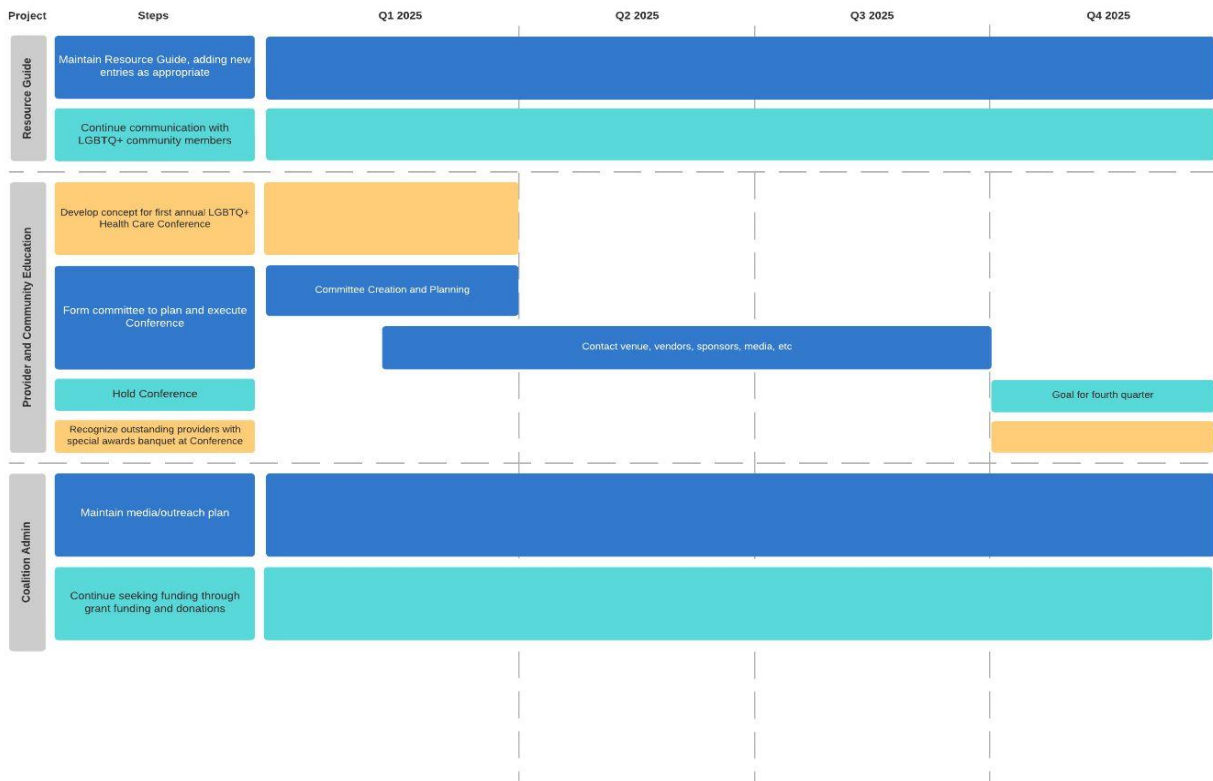 Project Steps Q1 2025 Q2 2025 Q3 2025 Q4 2025
Resource Guide
Maintain Resource Guide, adding new
entries as appropriate
Continue communication with
LGBTQ+ community members
Provider and Community Education
Develop concept for first annual LGBTQ+
Health Care Conference
Form committee to plan and execute
Conference
Committee Creation and Planning
Contact venue, vendors, sponsors, media, etc
Hold Conference
Goal for fourth quarter
Recognize outstanding providers with
special awards banquet at Conference
Coalition Admin
Maintain media/outreach plan
Continue seeking funding through
grant funding and donations